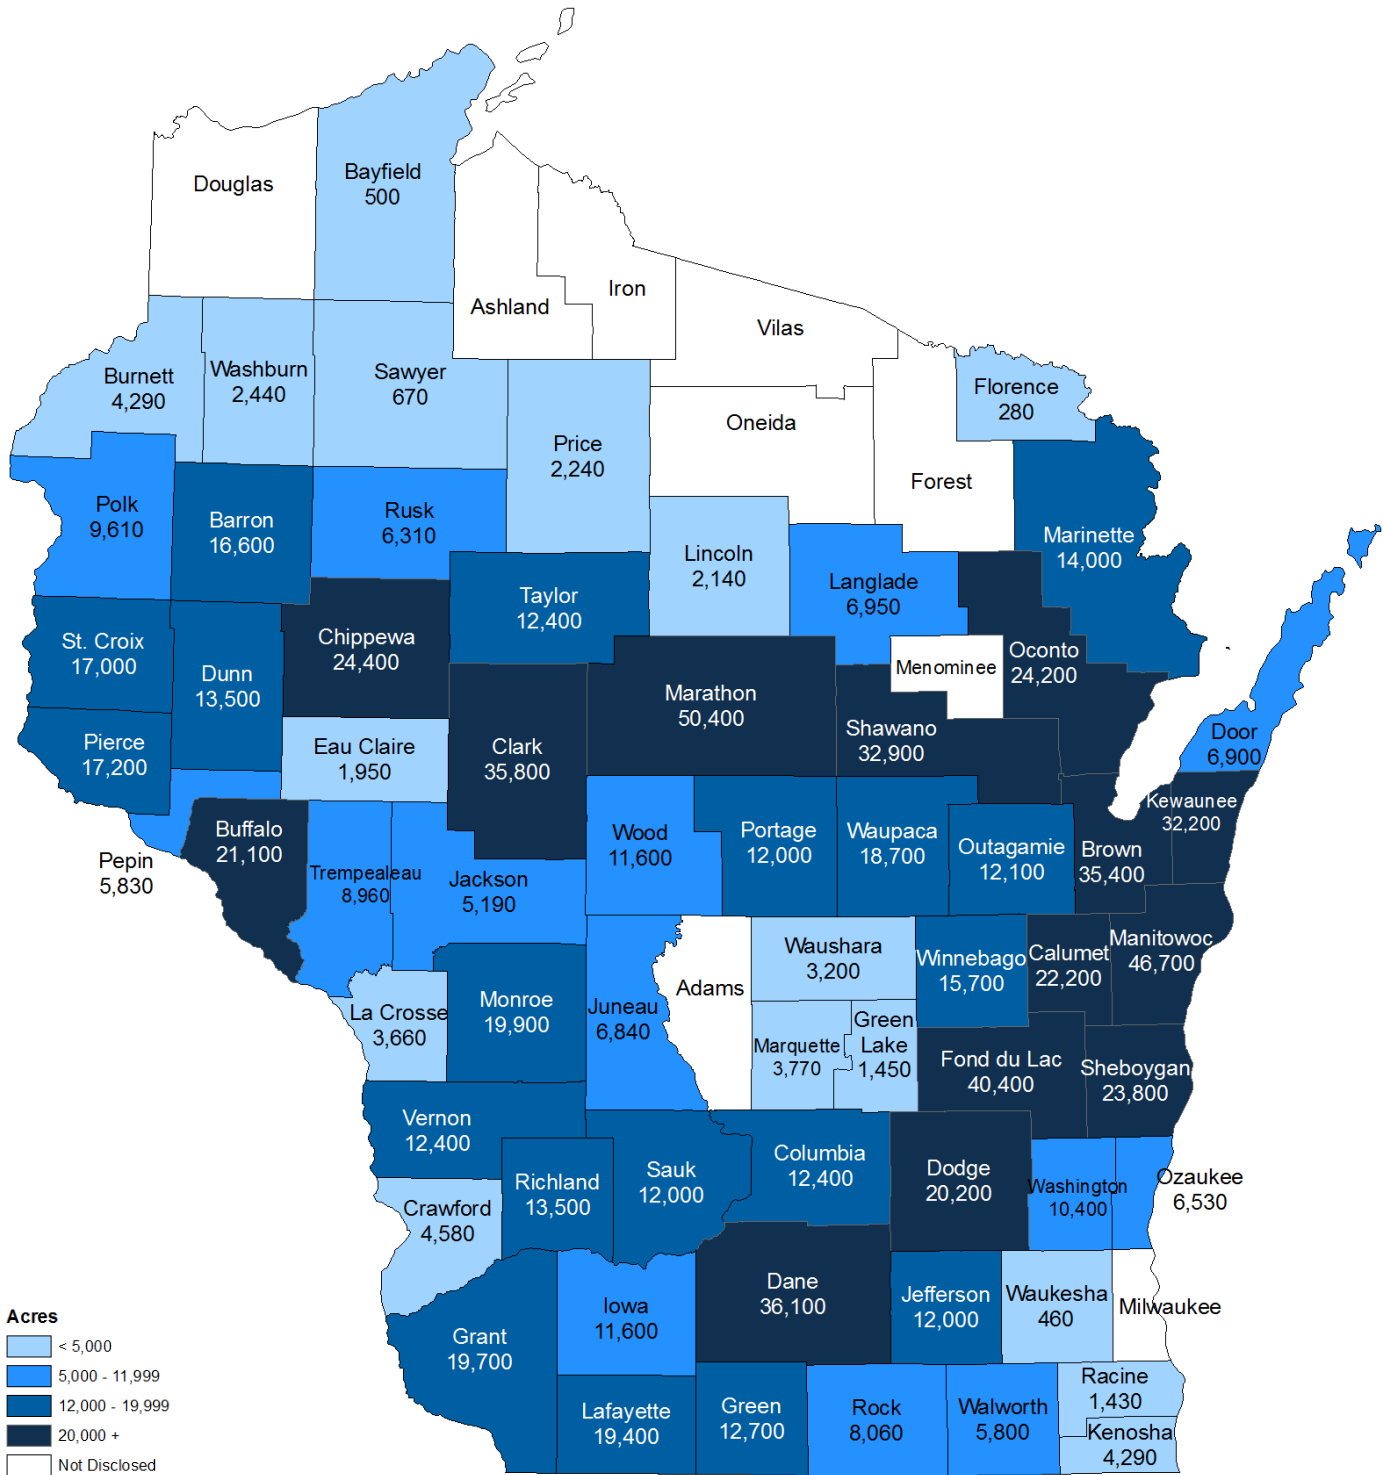 Bayfield
500
Douglas
Iron
Ashland
Vilas
Burnett
4,290
Washburn
2,440
Sawyer
670
Florence
280
Price
2,240
Oneida
Forest
Polk
9,610
Barron
16,600
Rusk
6,310
Lincoln
2,140
Marinette
14,000
Langlade
6,950
Taylor
12,400
St. Croix
17,000
Chippewa
24,400
Dunn
13,500
Menominee
Oconto
24,200
Marathon
50,400
Shawano
32,900
Door
6,900
Pierce
17,200
Eau Claire
1,950
Clark
35,800
Kewaunee
32,200
Buffalo
21,100
Wood
11,600
Portage
12,000
Waupaca
18,700
Outagamie
12,100
Brown
35,400
Pepin
5,830
Trempealeau
8,960
Jackson
5,190
Waushara
3,200
Winnebago
15,700
Calumet
22,200
Manitowoc
46,700
Adams
La Crosse
3,660
Monroe
19,900
Juneau
6,840
Marquette
3,770
Green
Lake
1,450
Fond du Lac
40,400
Sheboygan
23,800
Vernon
12,400
Richland
13,500
Sauk
12,000
Columbia
12,400
Dodge
20,200
Washington
10,400
Ozaukee
6,530
Crawford
4,580
Dane
36,100
Jefferson
12,000
Waukesha
460
Milwaukee
Iowa
11,600
Grant
19,700
Lafayette
19,400
Green
12,700
Rock
8,060
Walworth
5,800
Racine
1,430
Kenosha
4,290
Acres
< 5,000
5,000 - 11,999
12,000 - 19,999
20,000 +
Not Disclosed